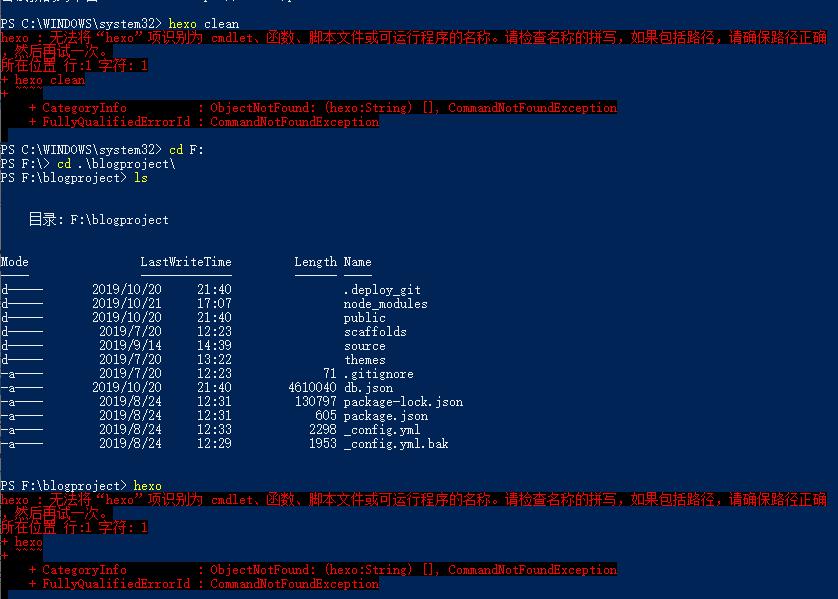 PS C:\WINDOWS\system32> hexo clean
hexo : 无法将“hexo”项识别为 cmdlet、函数、脚本文件或可运行程序的名称。请检查名称的拼写，如果包括路径，请确保路径正确
，然后再试一次。
所在位置 行:1 字符: 1
+ hexo clean
+ ~~~~
    + CategoryInfo          : ObjectNotFound: (hexo:String) [], CommandNotFoundException
    + FullyQualifiedErrorId : CommandNotFoundException
PS C:\WINDOWS\system32> cd F:
PS F:\> cd .\blogproject\
PS F:\blogproject> ls
    目录: F:\blogproject
Mode                LastWriteTime         Length Name
----                -------------         ------ ----
d-----       2019/10/20     21:40                .deploy_git
d-----       2019/10/21     17:07                node_modules
d-----       2019/10/20     21:40                public
d-----        2019/7/20     12:23                scaffolds
d-----        2019/9/14     14:39                source
d-----        2019/7/20     13:22                themes
-a----        2019/7/20     12:23             71 .gitignore
-a----       2019/10/20     21:40        4610040 db.json
-a----        2019/8/24     12:31         130797 package-lock.json
-a----        2019/8/24     12:31            605 package.json
-a----        2019/8/24     12:33           2298 _config.yml
-a----        2019/8/24     12:29           1953 _config.yml.bak
PS F:\blogproject> hexo
hexo : 无法将“hexo”项识别为 cmdlet、函数、脚本文件或可运行程序的名称。请检查名称的拼写，如果包括路径，请确保路径正确
，然后再试一次。
所在位置 行:1 字符: 1
+ hexo
+ ~~~~
    + CategoryInfo          : ObjectNotFound: (hexo:String) [], CommandNotFoundException
    + FullyQualifiedErrorId : CommandNotFoundException